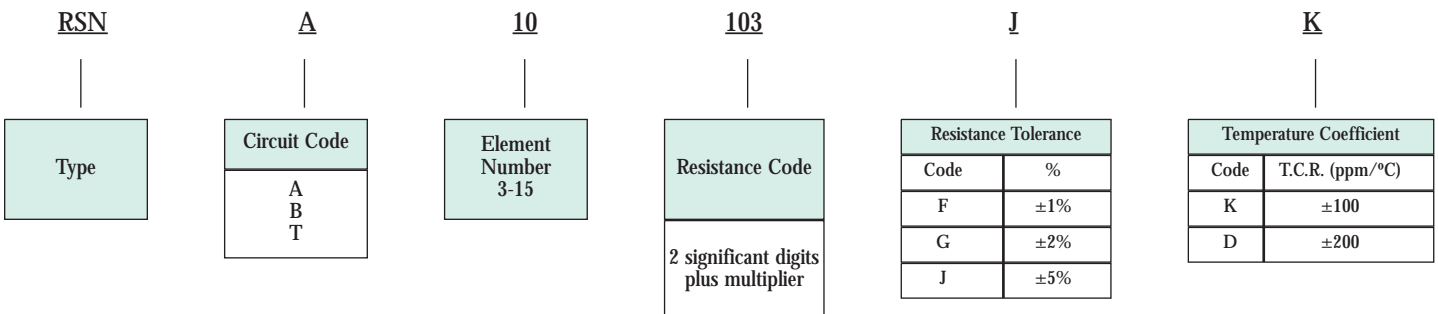 RSN A 10 103 J K
Type
Circuit Code
A
B
T
Element
Number
3-15
Resistance Code
2 significant digits
plus multiplier
Resistance Tolerance
Code %
F ±1%
G ±2%
J ±5%
Temperature Coefficient
Code T.C.R. (ppm/ºC)
K ±100
D ±200